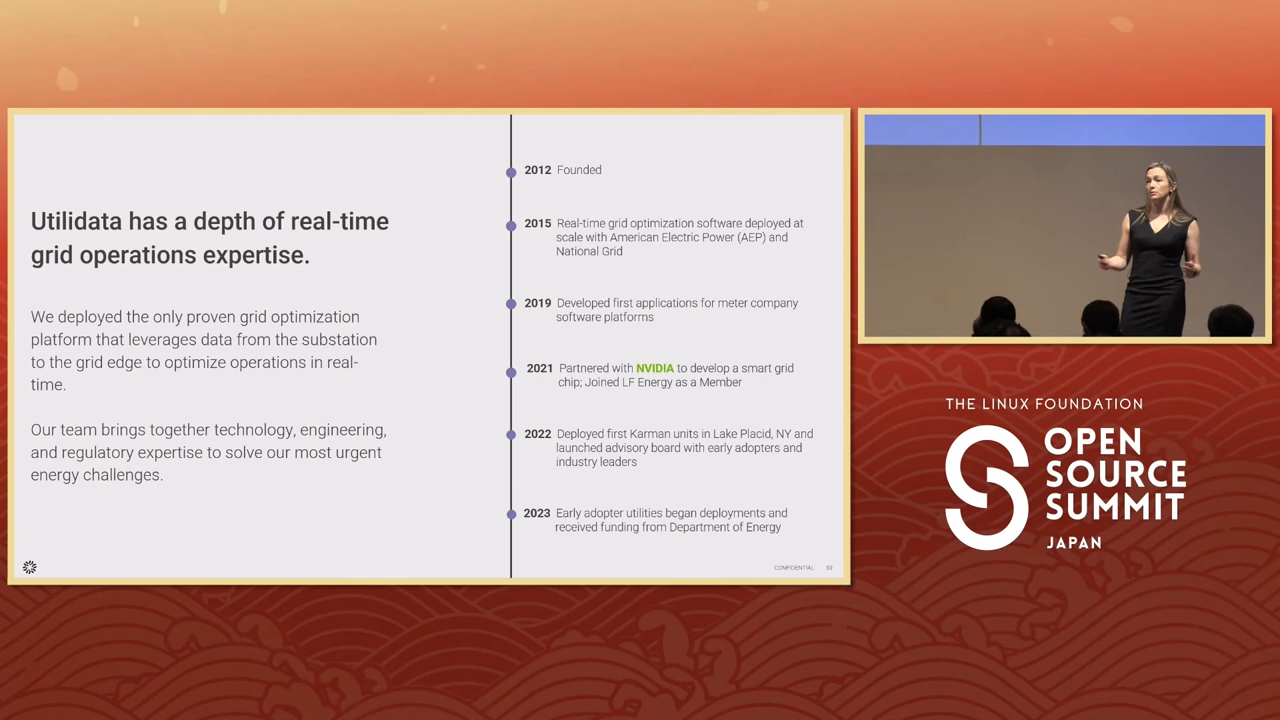 Utilidata has a depth of real-time
grid operations expertise.
We deployed the only proven grid optimization
platform that leverages data from the substation
to the grid edge to optimize operations in real-
time.
Our team brings together technology, engineering,
and regulatory expertise to solve our most urgent
energy challenges.
2012 Founded
2015 Real-time grid optimization software deployed at
scale with American Electric Power (AEP) and
National Grid
2019 Developed first applications for meter company
software platforms
2021 Partnered with NVIDIA to develop a smart grid
chip; Joined LF Energy as a Member
2022 Deployed first Karman units in Lake Placid, NY and
launched advisory board with early adopters and
industry leaders
2023 Early adopter utilities began deployments and
received funding from Department of Energy
CONFIDENTIAL 50
THE LINUX FOUNDATION
OPEN
SOURCE
SUMMIT
JAPAN